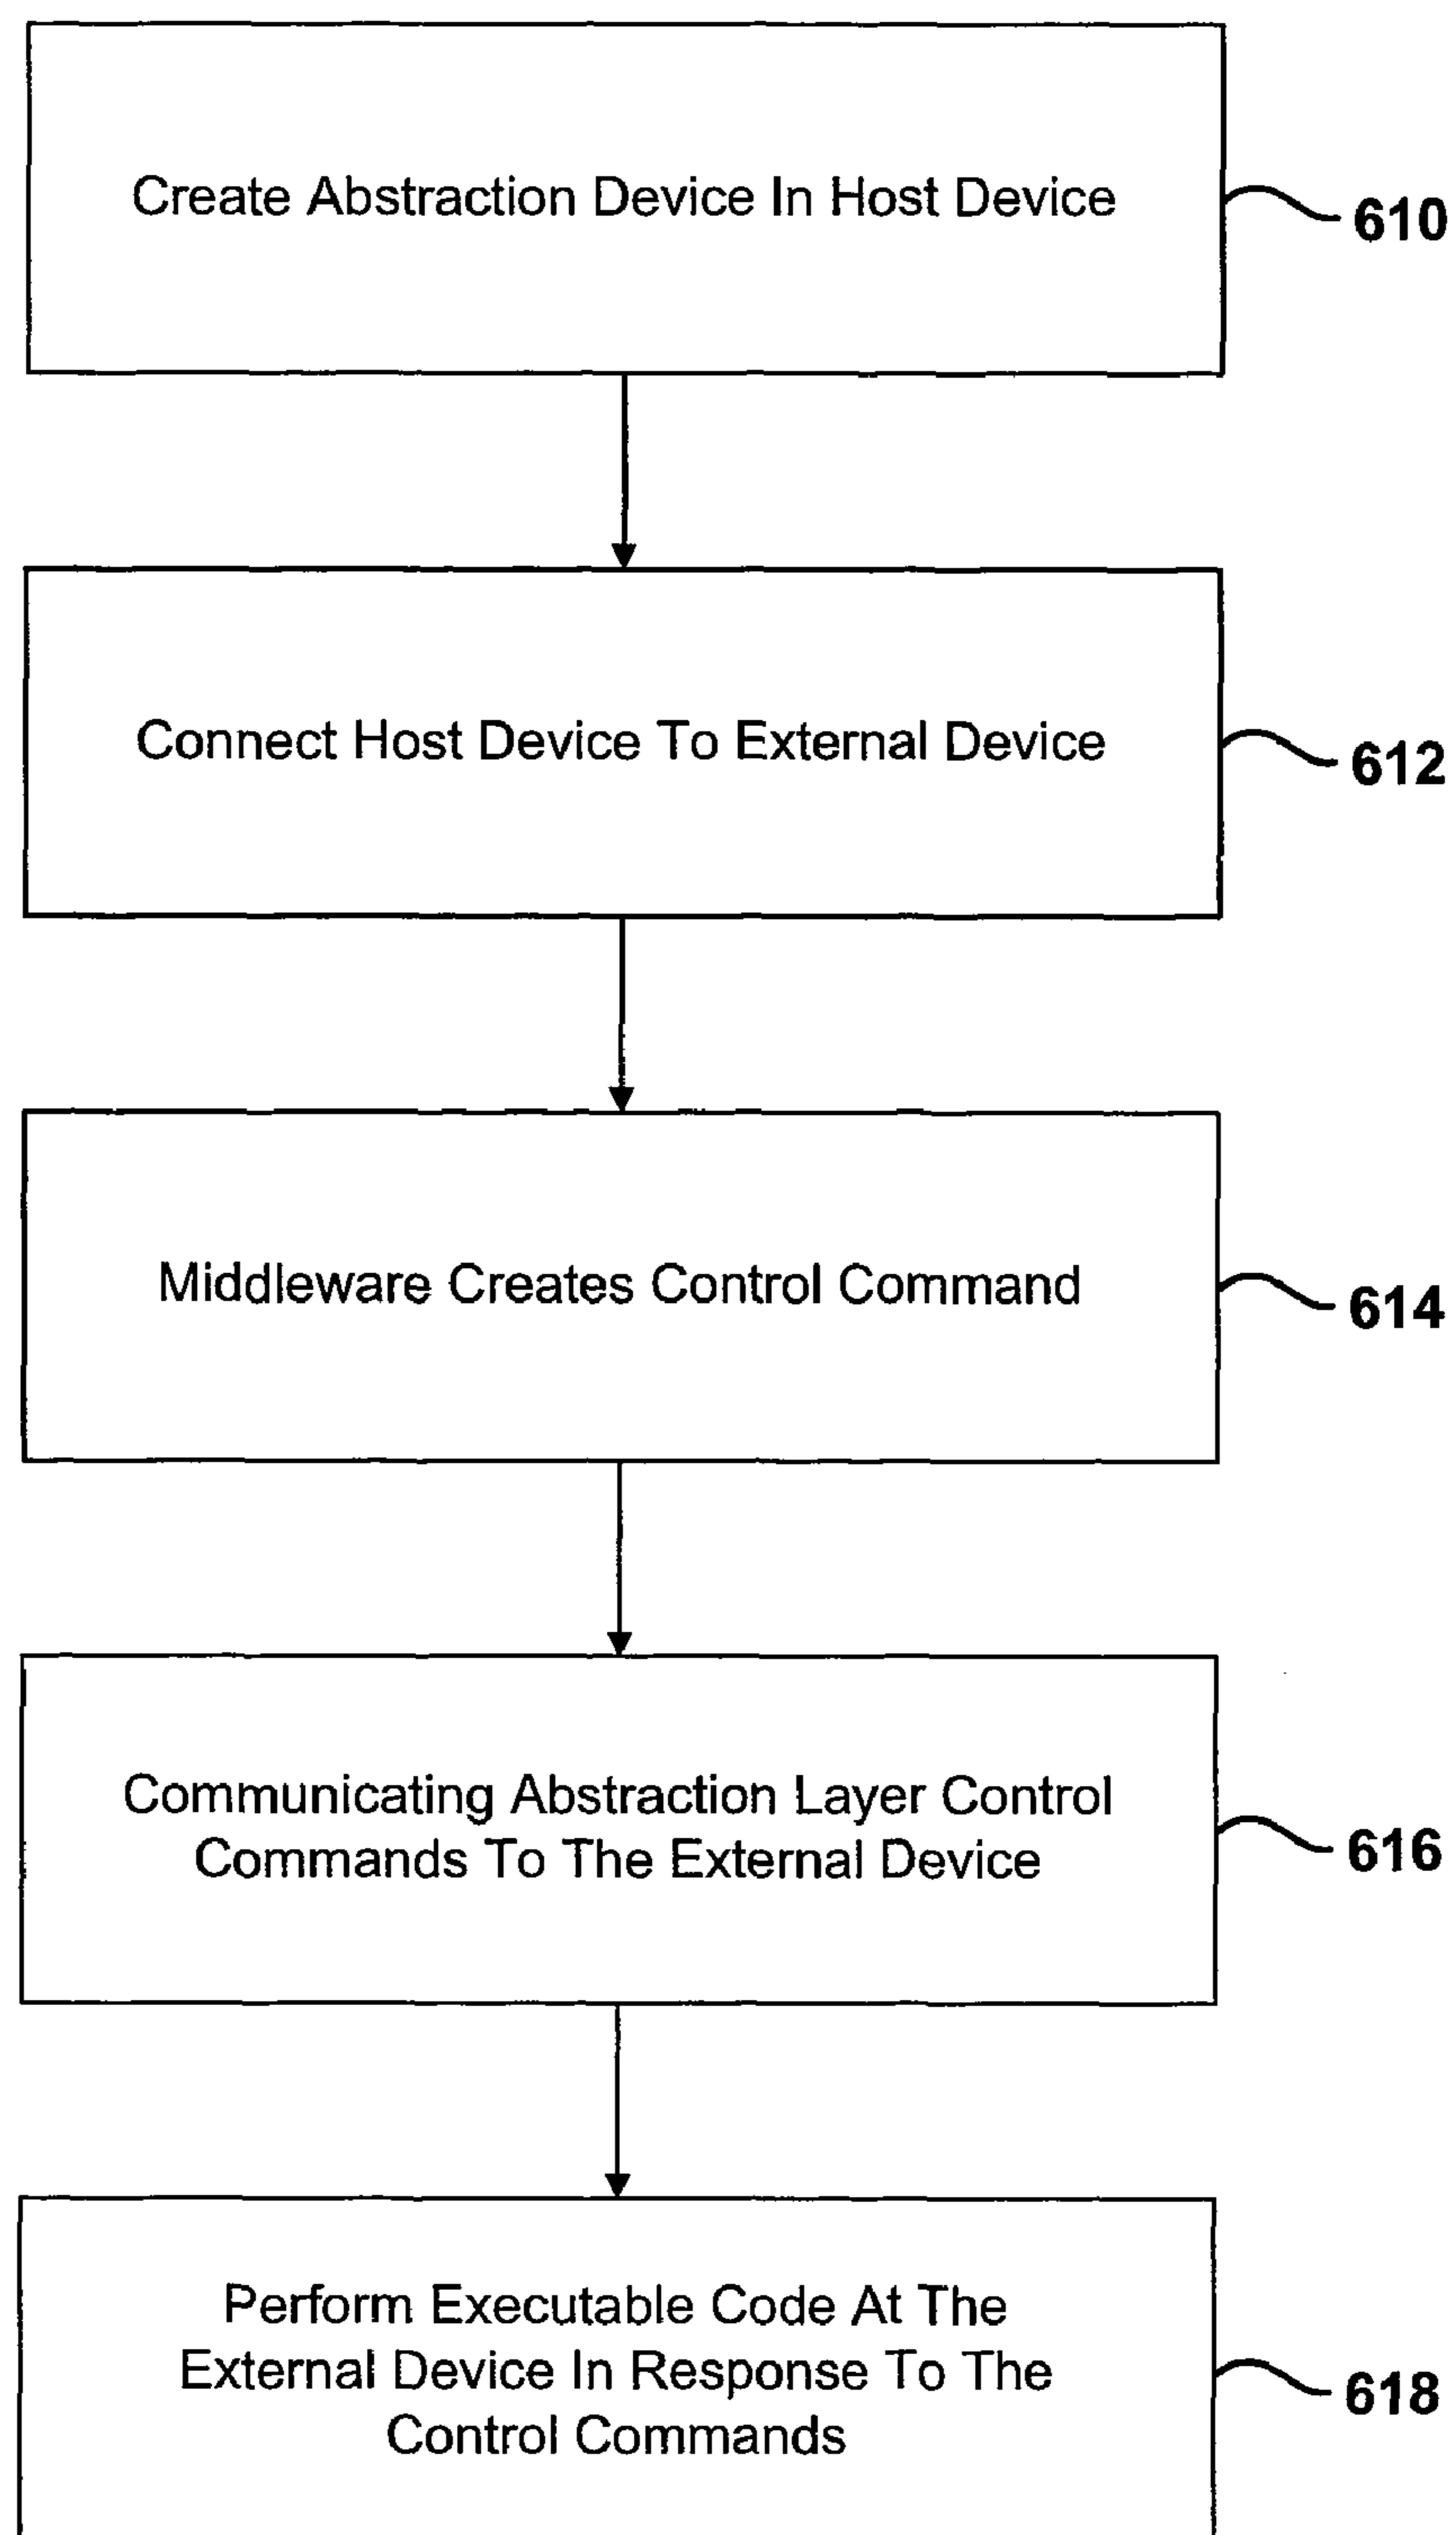 Create Abstraction Device In Host Device
610
Connect Host Device To External Device
612
Middleware Creates Control Command
614
Communicating Abstraction Layer Control
Commands To The External Device
616
Perform Executable Code At The
External Device In Response To The
Control Commands
618